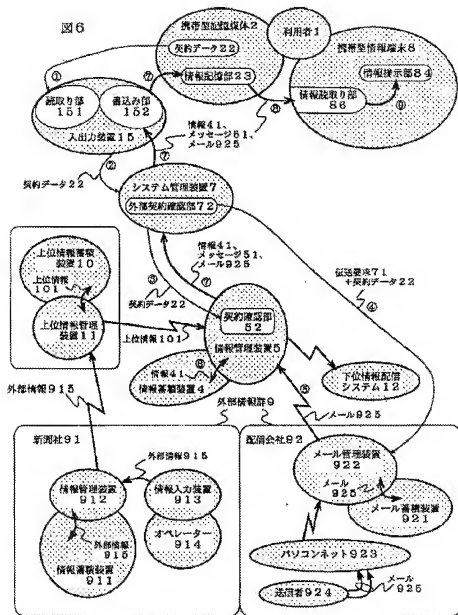 図6
携帯型記憶媒体2
契約データ22
情報記憶部23
利用者1
携帯型情報端末8
情報提示部84
情報読取り部
86
①
⑦
⑧
⑨
読取り部
151
書込み部
152
入出力装置15
②
⑦
情報41、
メッセージ51、
メール925
契約データ22
システム管理装置7
外部契約確認部72
情報41、
メッセージ51、
メール925
③
⑦
契約データ22
伝送要求71
+契約データ22
④
上位情報蓄積
装置10
上位情報
101
上位情報管理
装置11
上位情報101
契約確認部
52
情報管理装置5
情報41
⑥
情報蓄積装置4
⑤
下位情報配信
システム12
外部情報915
外部情報群9
メール925
新聞社91
外部情報915
情報管理装置
912
情報入力装置
913
オペレーター
914
外部情報
915
情報蓄積装置
911
配信会社92
メール管理装置
922
メール
925
メール蓄積装置
921
パソコンネット923
送信者924
メール
925